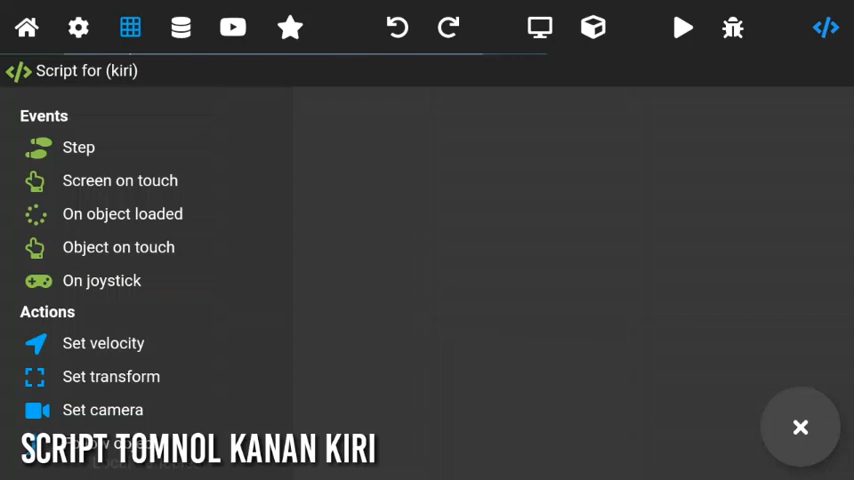 Script for (kiri)
Events
Step
Screen on touch
On object loaded
Object on touch
On joystick
Actions
Set velocity
Set transform
Set camera
SCRIPT TOMNOL KANAN KIRI